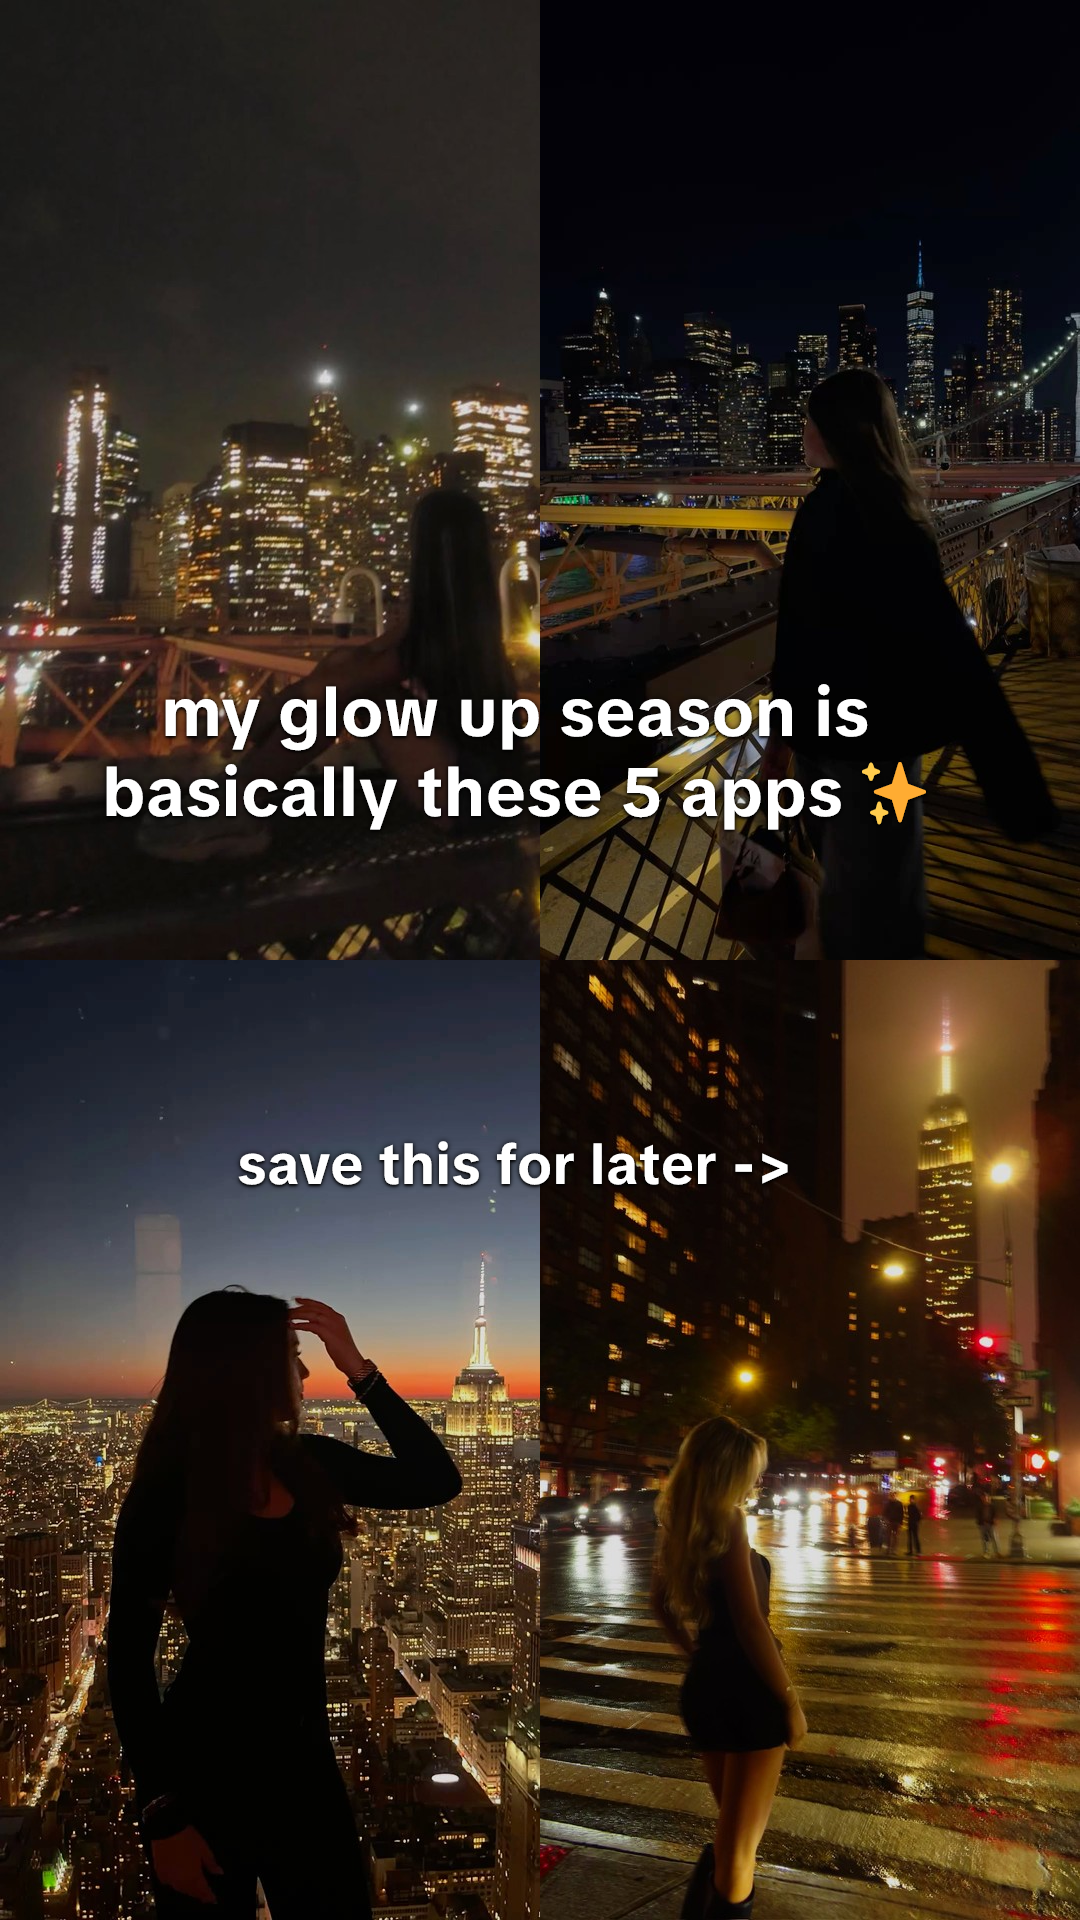 my glow up season is
basically these 5 apps ✨
save this for later ->